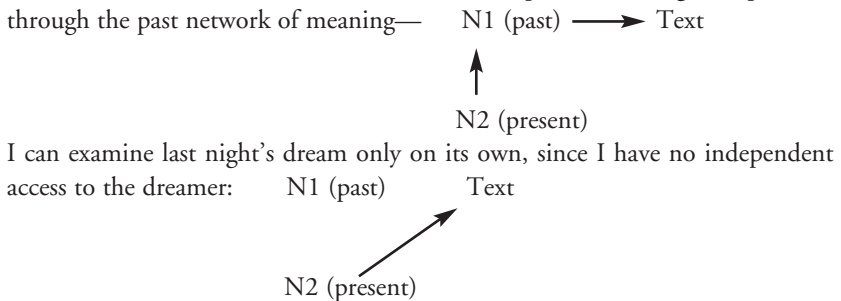 through the past network of meaning— N1 (past) Text
N2 (present)
I can examine last night's dream only on its own, since I have no independent
access to the dreamer: N1 (past) Text
N2 (present)